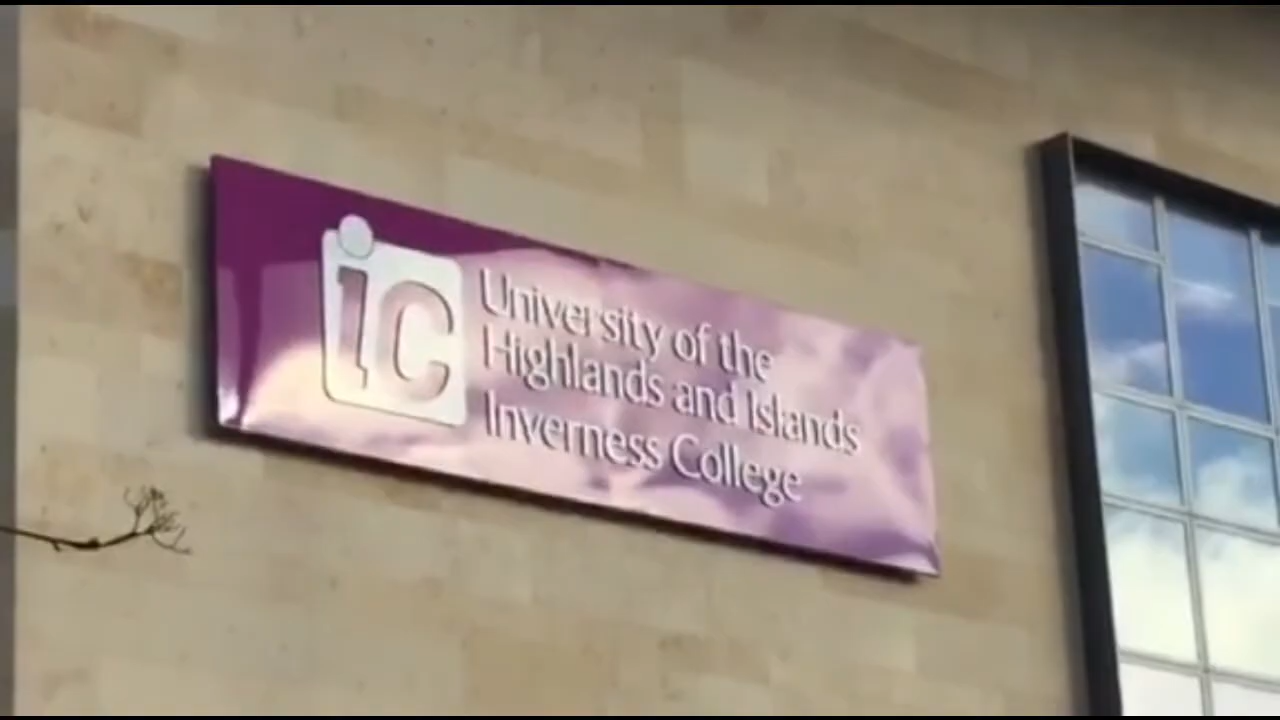 ic
University of the
Highlands and Islands
Inverness College